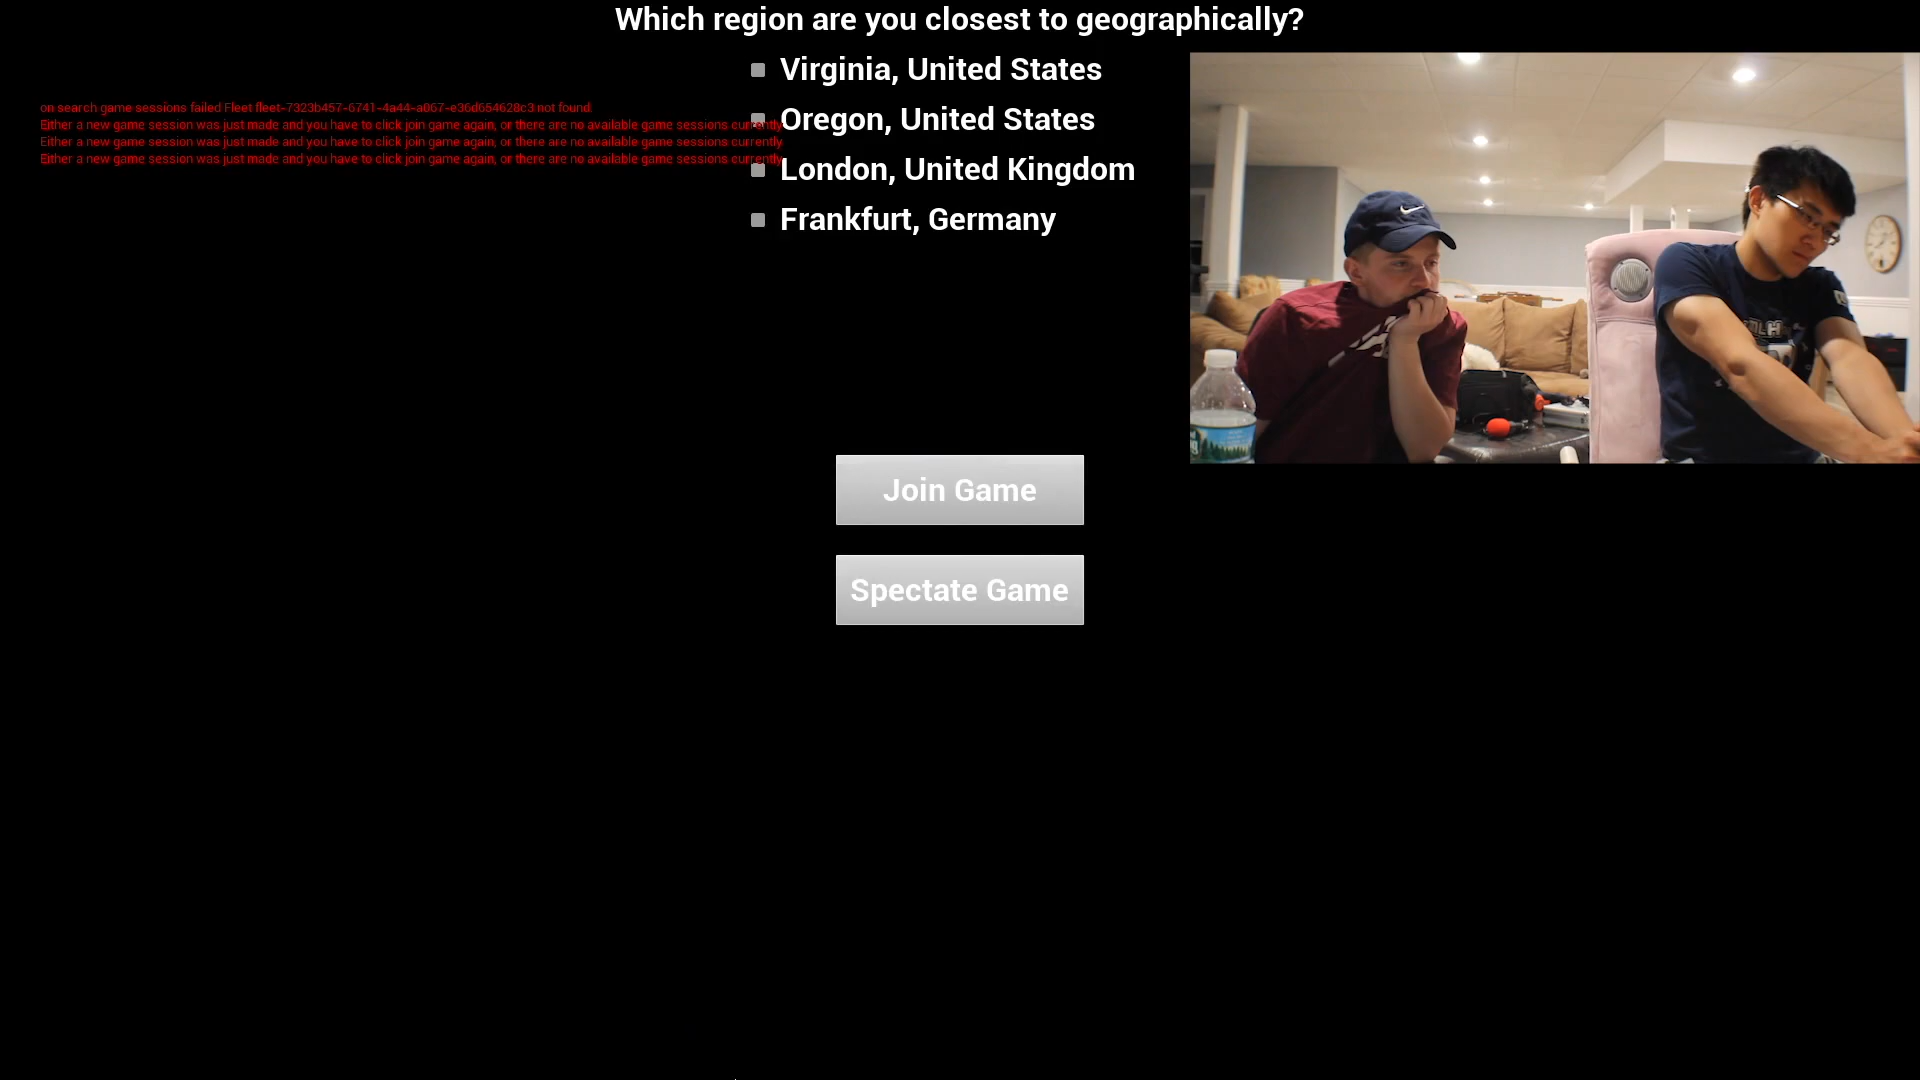 Which region are you closest to geographically?
Virginia, United States
Oregon, United States
London, United Kingdom
Frankfurt, Germany
on search game sessions failed Fleet fleet-7323b457-6741-4a44-a067-e36d654628c3 not found.
Either a new game session was just made and you have to click join game again, or there are no available game sessions currently
Either a new game session was just made and you have to click join game again, or there are no available game sessions currently
Either a new game session was just made and you have to click join game again, or there are no available game sessions currently
Join Game
Spectate Game